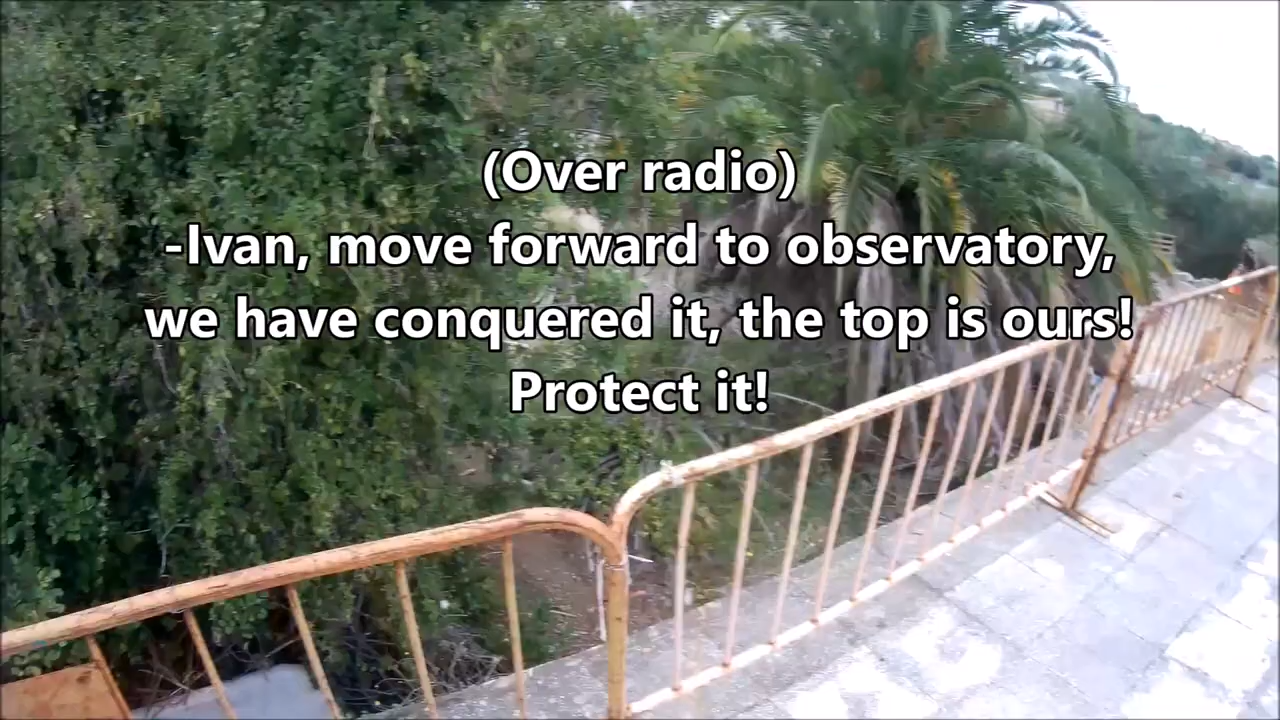 (Over radio)
-Ivan, move forward to observatory,
we have conquered it, the top is ours!
Protect it!